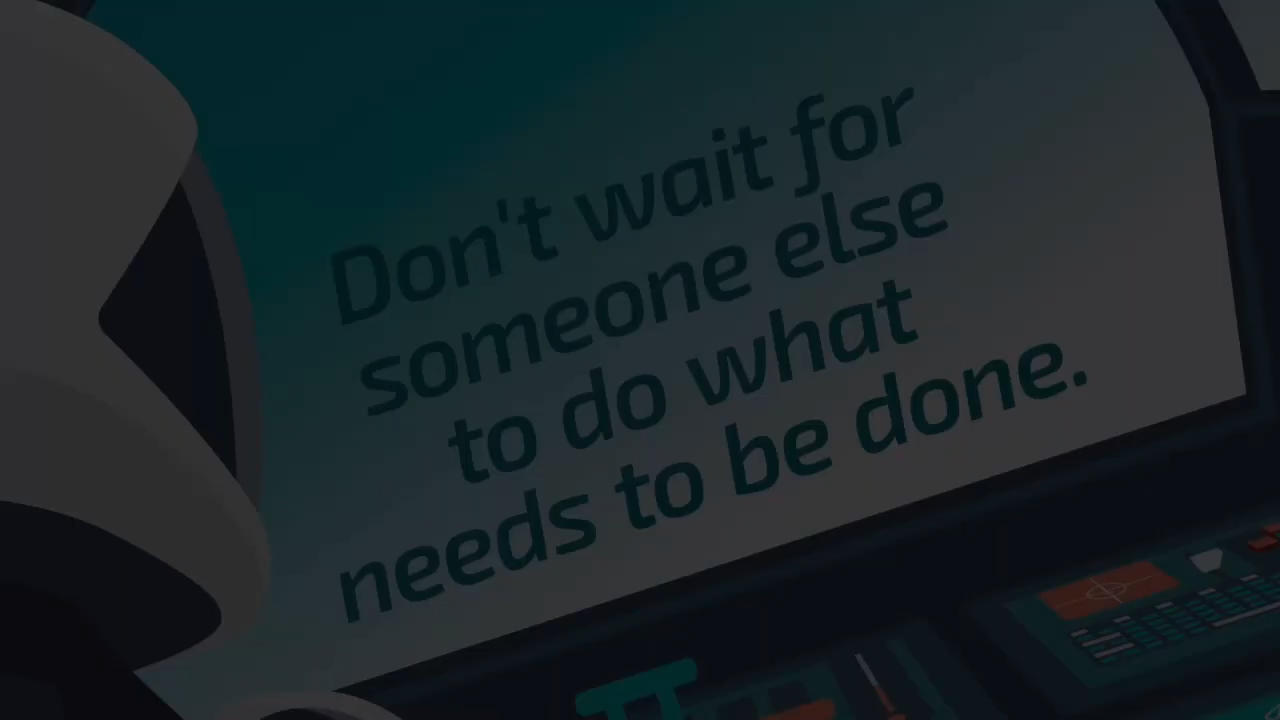 Don't wait for
someone else
to do what
needs to be done.